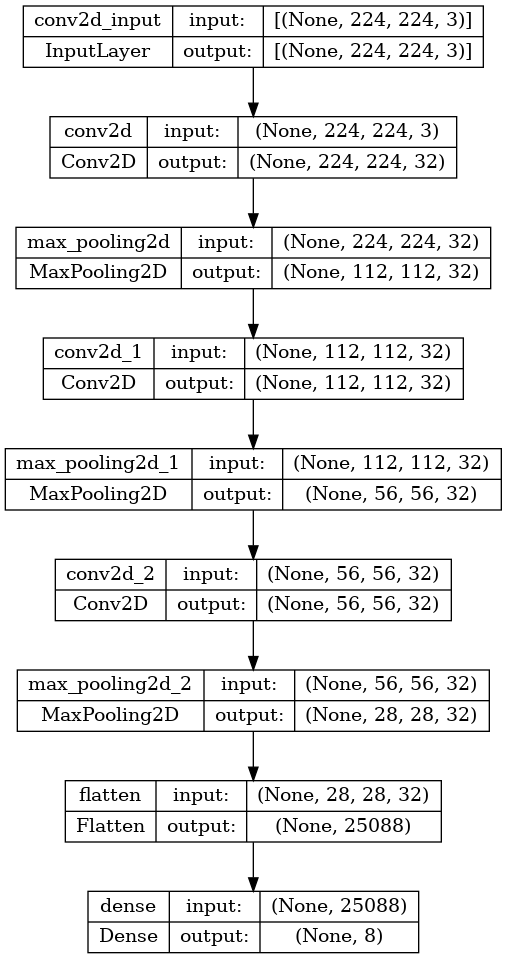 conv2d_input input: [(None, 224, 224, 3)]
InputLayer output: [(None, 224, 224, 3)]
conv2d input: (None, 224, 224, 3)
Conv2D output: (None, 224, 224, 32)
max_pooling2d input: (None, 224, 224, 32)
MaxPooling2D output: (None, 112, 112, 32)
conv2d_1 input: (None, 112, 112, 32)
Conv2D output: (None, 112, 112, 32)
max_pooling2d_1 input: (None, 112, 112, 32)
MaxPooling2D output: (None, 56, 56, 32)
conv2d_2 input: (None, 56, 56, 32)
Conv2D output: (None, 56, 56, 32)
max_pooling2d_2 input: (None, 56, 56, 32)
MaxPooling2D output: (None, 28, 28, 32)
flatten input: (None, 28, 28, 32)
Flatten output: (None, 25088)
dense input: (None, 25088)
Dense output: (None, 8)